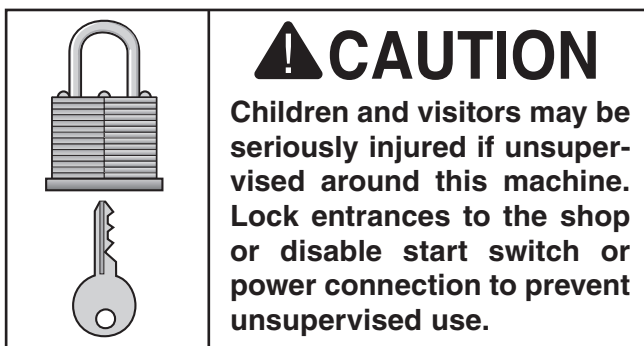 CAUTION
Children and visitors may be
seriously injured if unsuper-
vised around this machine.
Lock entrances to the shop
or disable start switch or
power connection to prevent
unsupervised use.